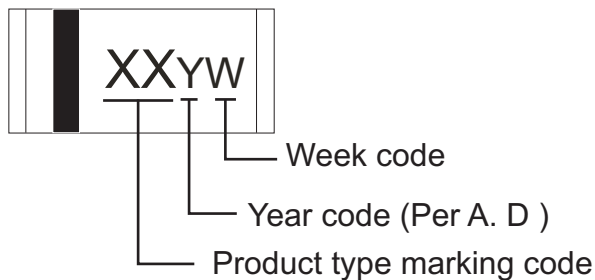 XXYW
Week code
Year code (Per A. D )
Product type marking code